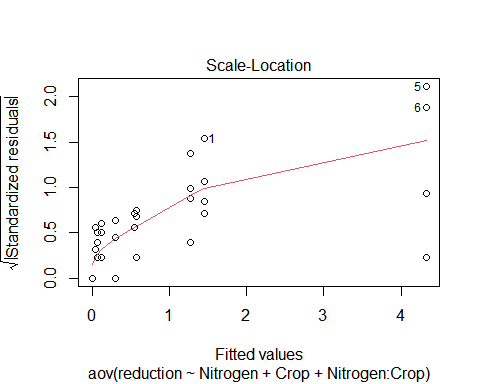 Scale-Location
√|Standardized residuals|
2.0
1.5
1.0
0.5
0.0
5
6
1
0 1 2 3 4
Fitted values
aov(reduction ~ Nitrogen + Crop + Nitrogen:Crop)